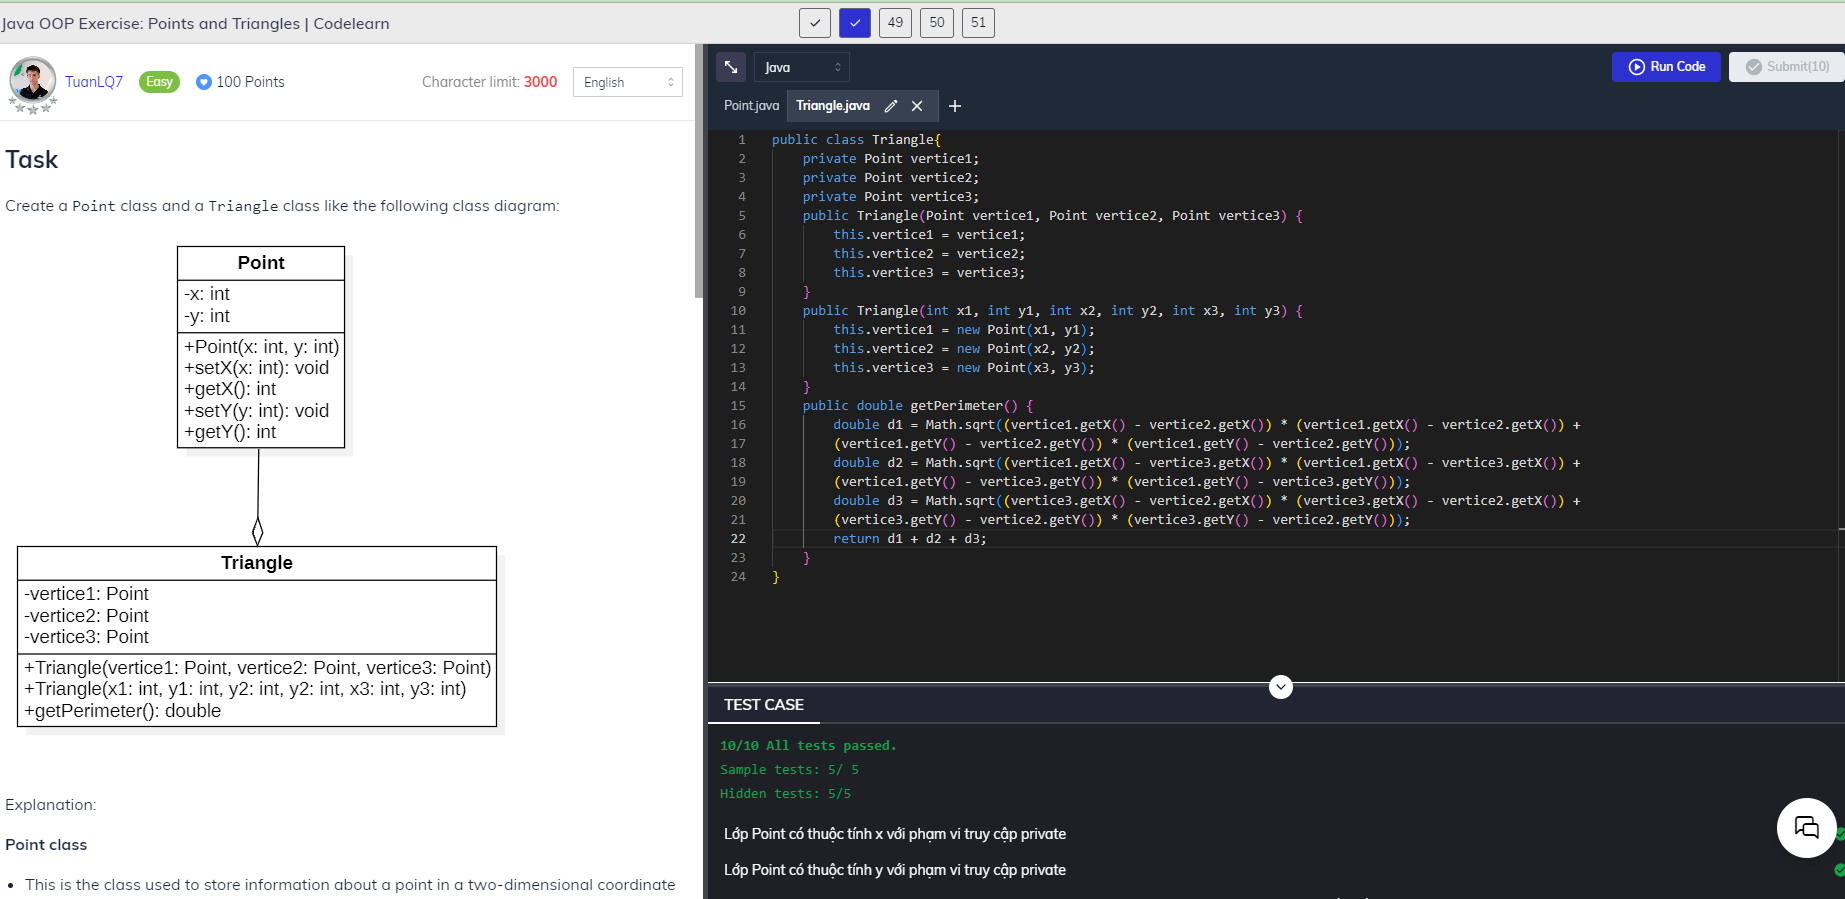 Java OOP Exercise: Points and Triangles | Codelearn
49
50
51
TuanLQ7
Easy
100 Points
Character limit: 3000
English
Task
Create a Point class and a Triangle class like the following class diagram:
Point
-x: int
-y: int
+Point(x: int, y: int)
+setX(x: int): void
+getX(): int
+setY(y: int): void
+getY(): int
Triangle
-vertice1: Point
-vertice2: Point
-vertice3: Point
+Triangle(vertice1: Point, vertice2: Point, vertice3: Point)
+Triangle(x1: int, y1: int, y2: int, y2: int, x3: int, y3: int)
+getPerimeter(): double
Explanation:
Point class
• This is the class used to store information about a point in a two-dimensional coordinate
Java
Run Code
Submit(10)
Point.java
Triangle.java
1 public class Triangle{
2 private Point vertice1;
3 private Point vertice2;
4 private Point vertice3;
5 public Triangle(Point vertice1, Point vertice2, Point vertice3) {
6 this.vertice1 = vertice1;
7 this.vertice2 = vertice2;
8 this.vertice3 = vertice3;
9 }
10 public Triangle(int x1, int y1, int x2, int y2, int x3, int y3) {
11 this.vertice1 = new Point(x1, y1);
12 this.vertice2 = new Point(x2, y2);
13 this.vertice3 = new Point(x3, y3);
14 }
15 public double getPerimeter() {
16 double d1 = Math.sqrt((vertice1.getX() - vertice2.getX()) * (vertice1.getX() - vertice2.getX()) +
17 (vertice1.getY() - vertice2.getY()) * (vertice1.getY() - vertice2.getY()));
18 double d2 = Math.sqrt((vertice1.getX() - vertice3.getX()) * (vertice1.getX() - vertice3.getX()) +
19 (vertice1.getY() - vertice3.getY()) * (vertice1.getY() - vertice3.getY()));
20 double d3 = Math.sqrt((vertice3.getX() - vertice2.getX()) * (vertice3.getX() - vertice2.getX()) +
21 (vertice3.getY() - vertice2.getY()) * (vertice3.getY() - vertice2.getY()));
22 return d1 + d2 + d3;
23 }
24 }
TEST CASE
10/10 All tests passed.
Sample tests: 5/ 5
Hidden tests: 5/5
Lớp Point có thuộc tính x với phạm vi truy cập private
Lớp Point có thuộc tính y với phạm vi truy cập private